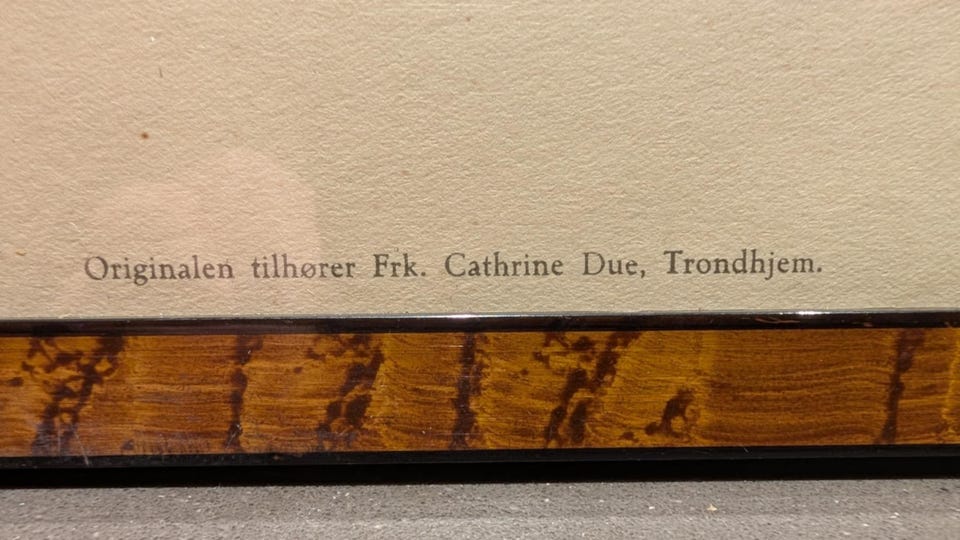 Originalen tilhører Frk. Cathrine Due, Trondhjem.